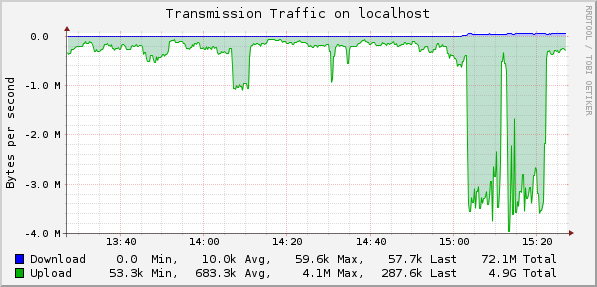 Transmission Traffic on localhost
RRDTOOL / TOBI OETIKER
Bytes per second
0.0
-1.0 M
-2.0 M
-3.0 M
-4.0 M
13:40 14:00 14:20 14:40 15:00 15:20
Download 0.0 Min, 10.0k Avg, 59.6k Max, 57.7k Last 72.1M Total
Upload 53.3k Min, 683.3k Avg, 4.1M Max, 287.6k Last 4.9G Total